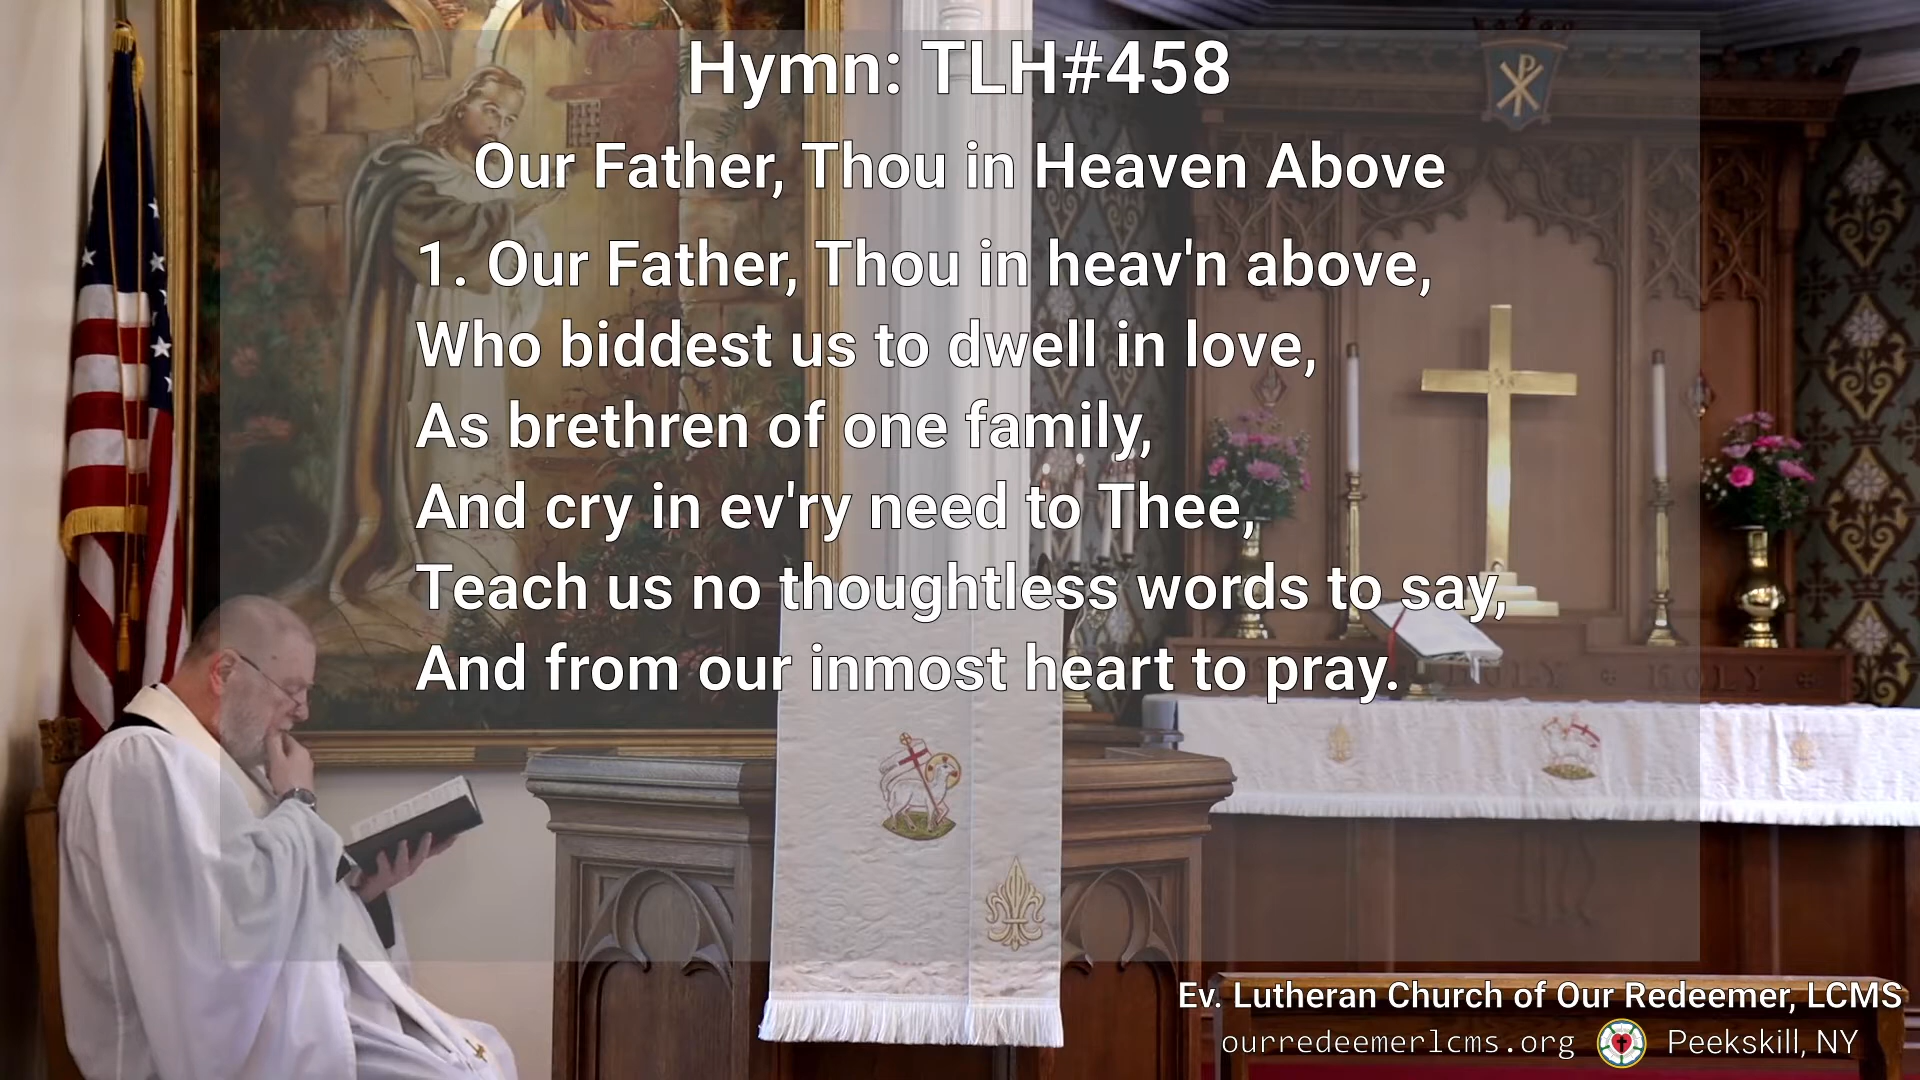 Hymn: TLH#458
Our Father, Thou in Heaven Above
1. Our Father, Thou in heav'n above,
Who biddest us to dwell in love,
As brethren of one family,
And cry in ev'ry need to Thee,
Teach us no thoughtless words to say,
And from our inmost heart to pray.
HOLY HOLY
Ev. Lutheran Church of Our Redeemer, LCMS
ourredeemerlcms.org Peekskill, NY